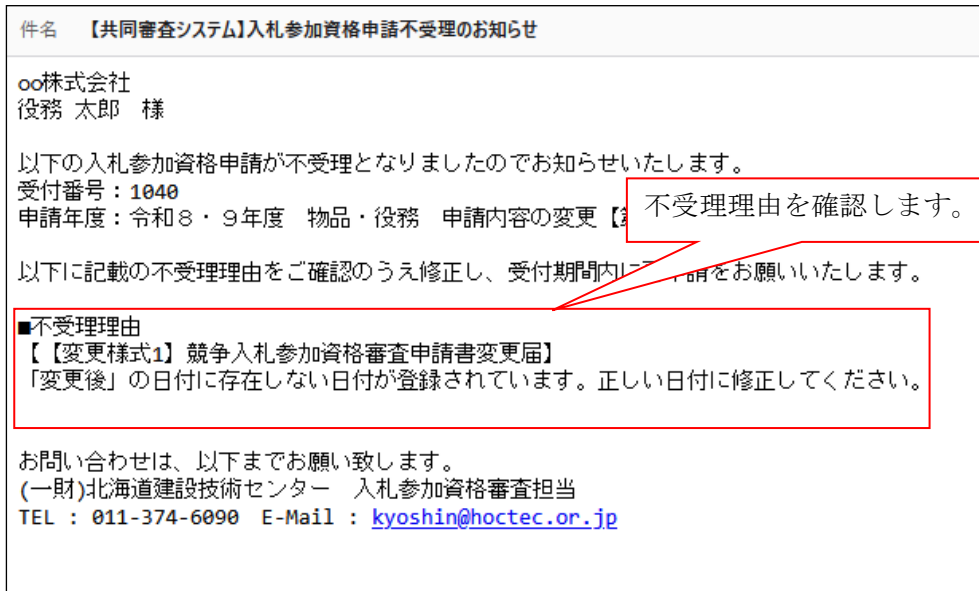 件名 【共同審査システム】入札参加資格申請不受理のお知らせ
oo株式会社
役務 太郎 様
以下の入札参加資格申請が不受理となりましたのでお知らせいたします。
受付番号：1040
申請年度：令和８・９年度 物品・役務 申請内容の変更【
不受理理由を確認します。
以下に記載の不受理理由をご確認のうえ修正し、受付期間内に 申請をお願いいたします。
■不受理理由
【【変更様式1】競争入札参加資格審査申請書変更届】
「変更後」の日付に存在しない日付が登録されています。正しい日付に修正してください。
お問い合わせは、以下までお願い致します。
(一財)北海道建設技術センター 入札参加資格審査担当
TEL : 011-374-6090 E-Mail : kyoshin@hoctec.or.jp